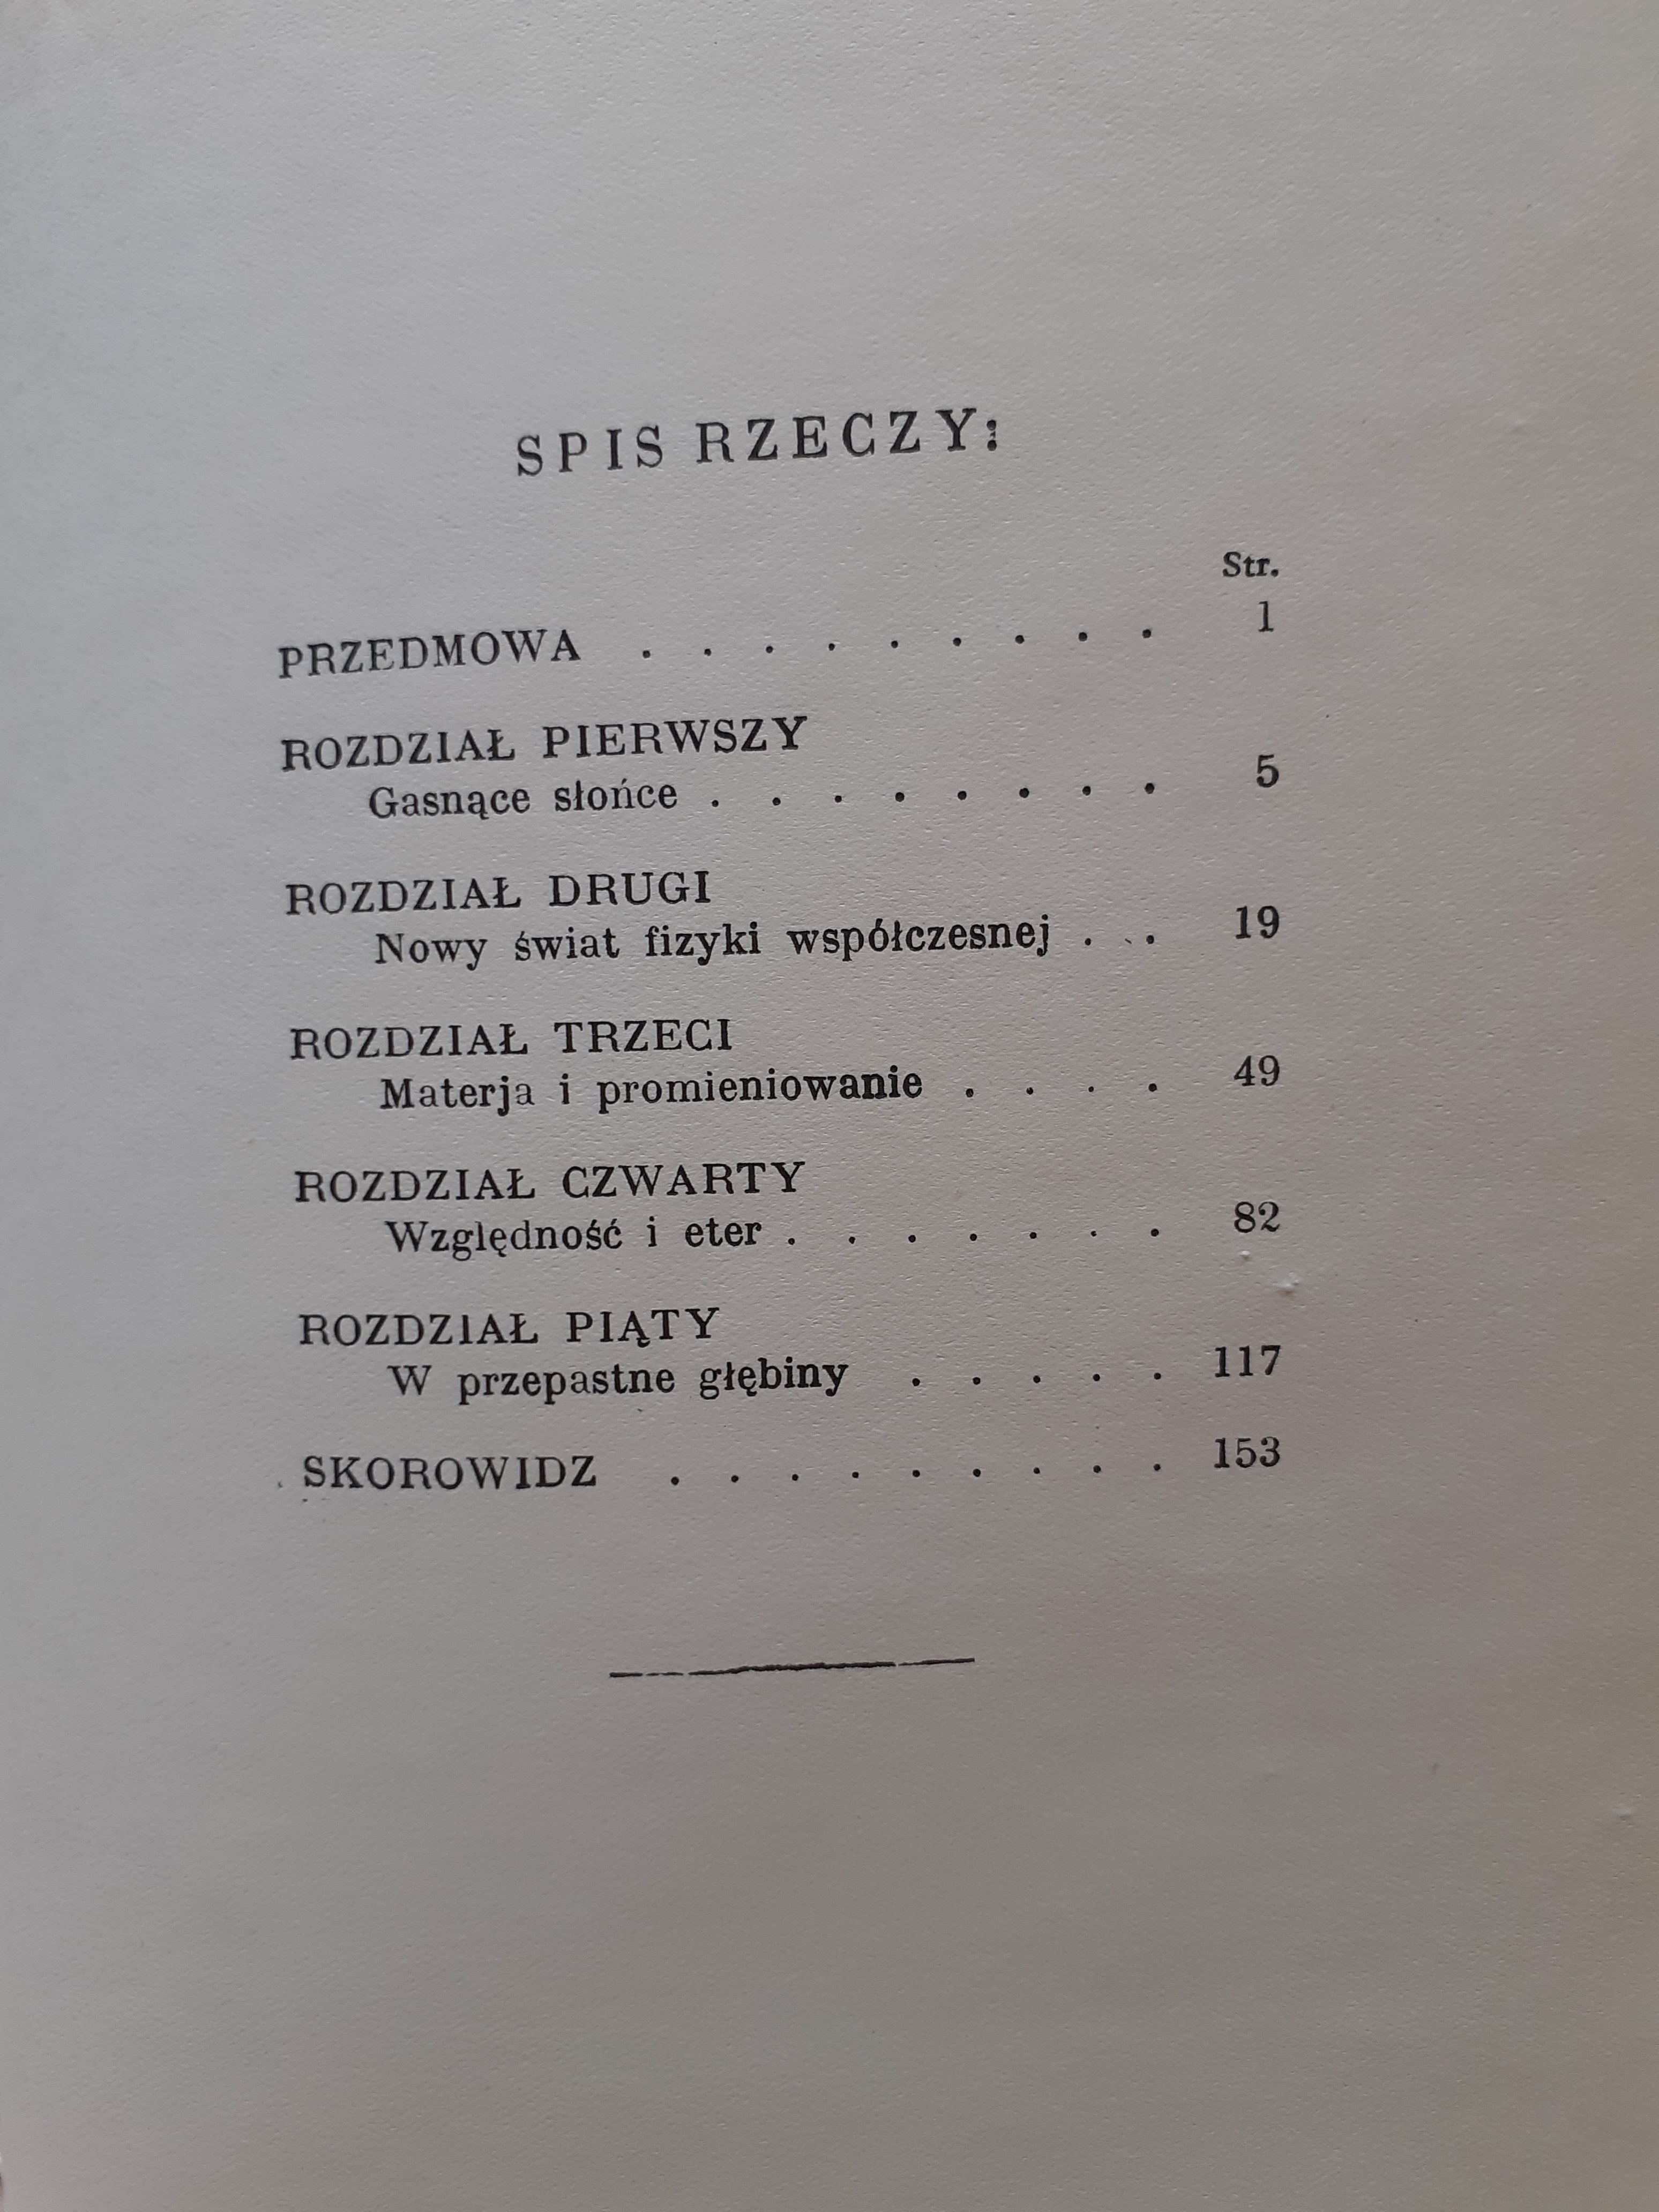 SPIS RZECZY:
Str.
PRZEDMOWA . . . . . . . . . 1
ROZDZIAŁ PIERWSZY
Gasnące słońce . . . . . . . . 5
ROZDZIAŁ DRUGI
Nowy świat fizyki współczesnej . . . 19
ROZDZIAŁ TRZECI
Materja i promieniowanie . . . . 49
ROZDZIAŁ CZWARTY
Względność i eter . . . . . . . 82
ROZDZIAŁ PIĄTY
W przepastne głębiny . . . . . 117
SKOROWIDZ . . . . . . . . . 153